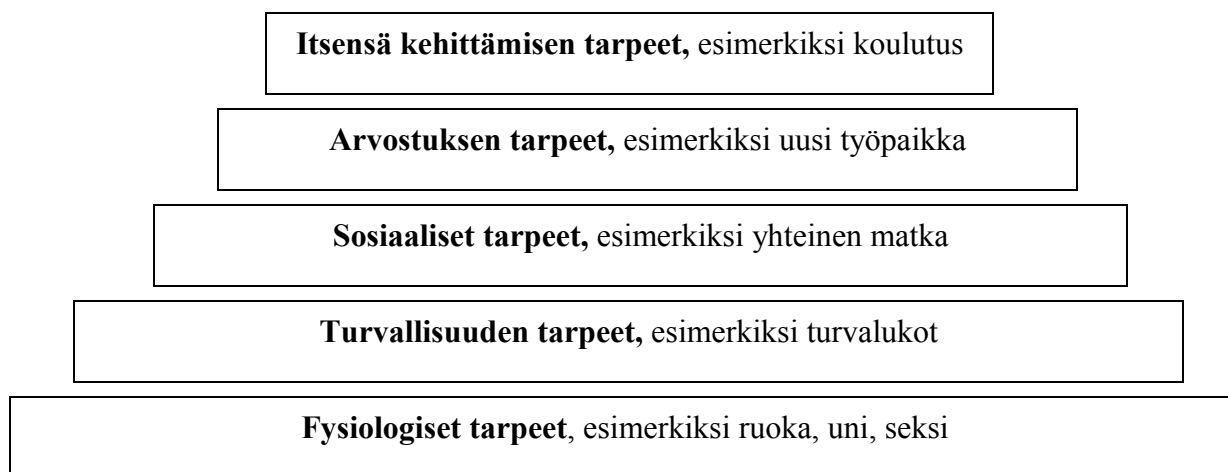 Itsensä kehittämisen tarpeet, esimerkiksi koulutus
Arvostuksen tarpeet, esimerkiksi uusi työpaikka
Sosiaaliset tarpeet, esimerkiksi yhteinen matka
Turvallisuuden tarpeet, esimerkiksi turvalukot
Fysiologiset tarpeet, esimerkiksi ruoka, uni, seksi